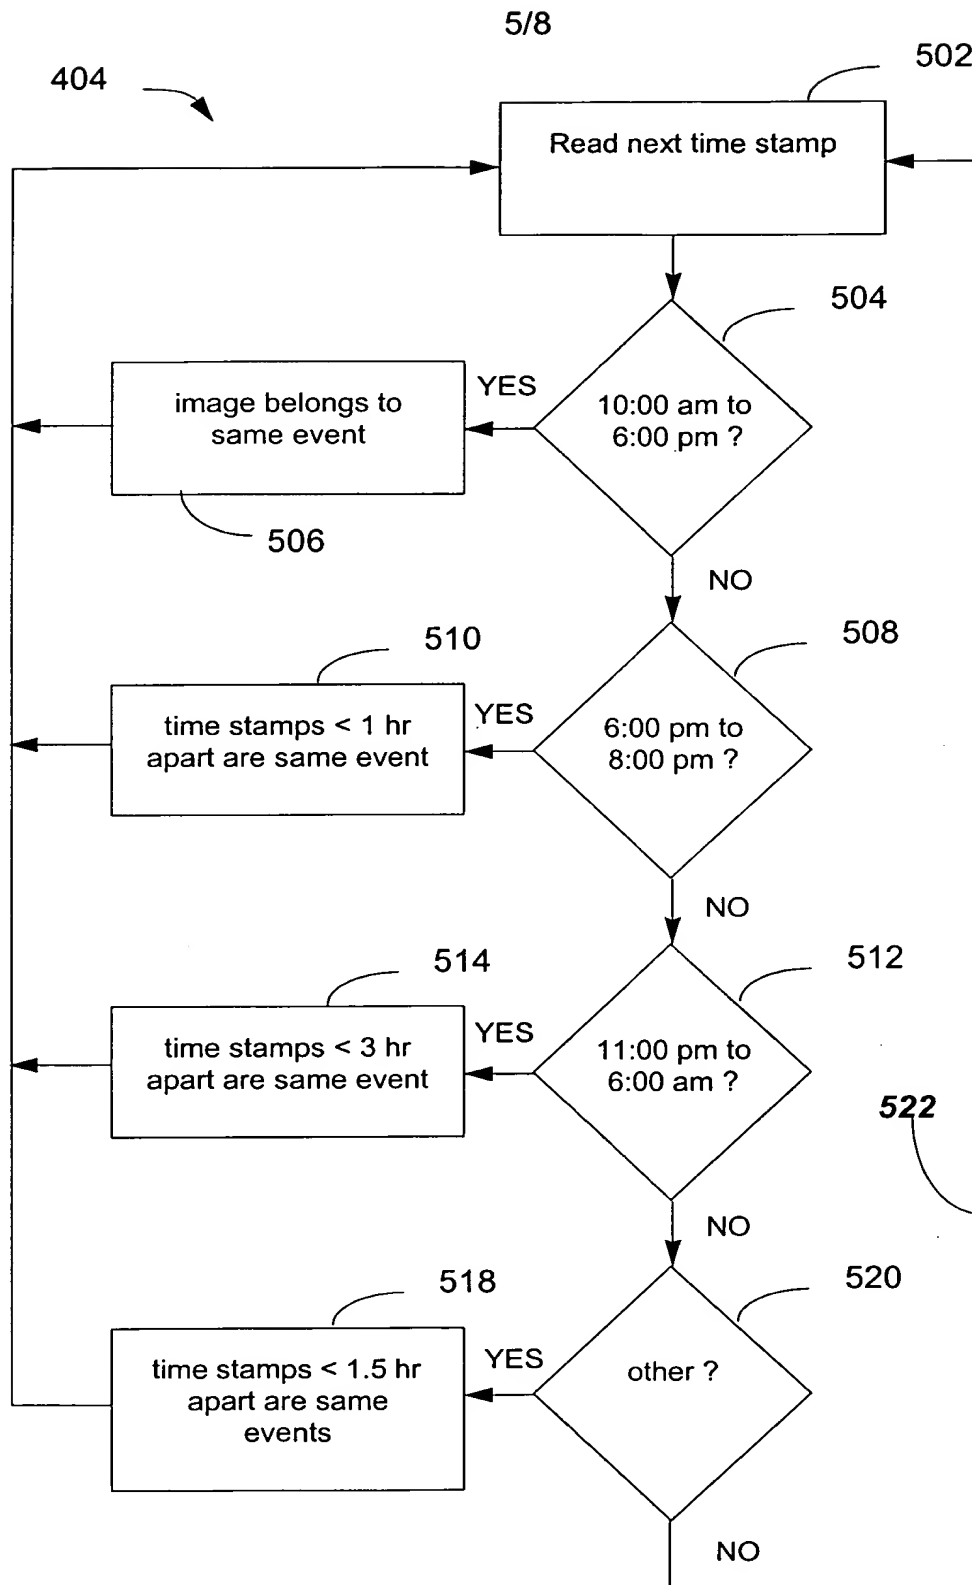 5/8
502
404
Read next time stamp
504
YES
10:00 am to
6:00 pm ?
image belongs to
same event
506
NO
508
510
YES
6:00 pm to
8:00 pm ?
time stamps < 1 hr
apart are same event
NO
512
514
YES
11:00 pm to
6:00 am ?
time stamps < 3 hr
apart are same event
522
NO
520
518
YES
other ?
time stamps < 1.5 hr
apart are same
events
NO